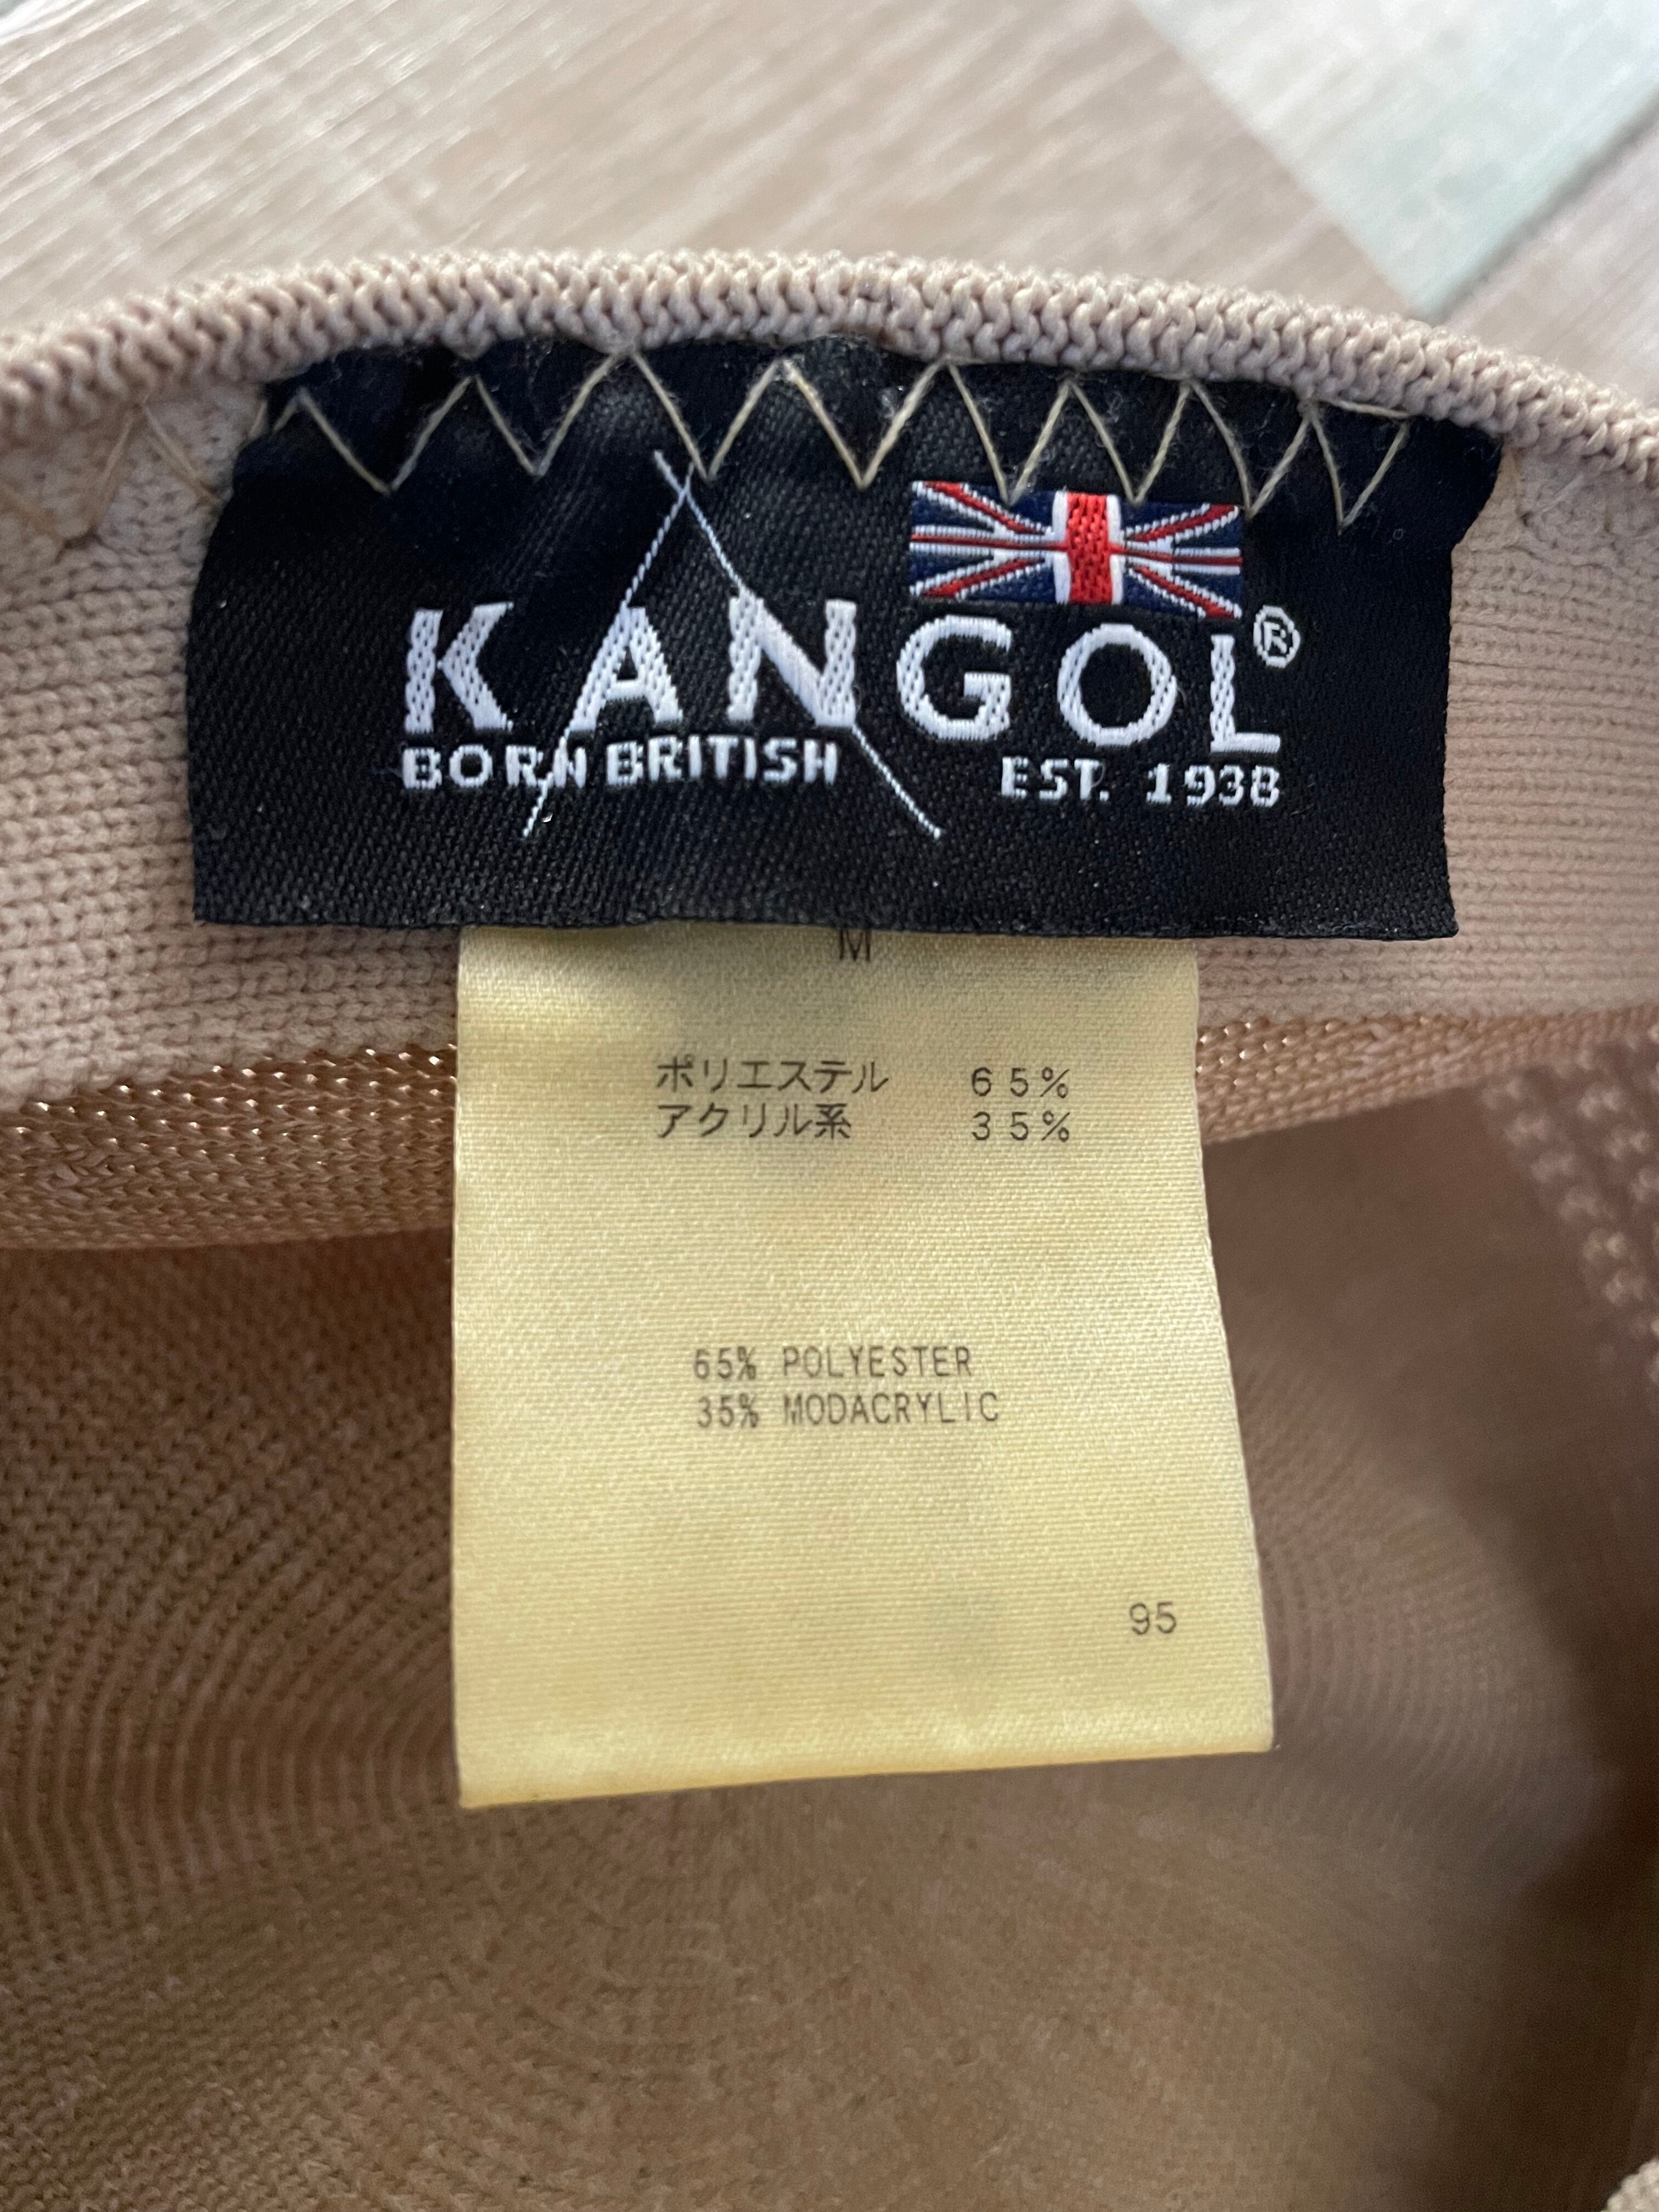 KANGOL®
BORN BRITISH EST. 1938
M
ポリエステル 65%
アクリル系 35%
65% POLYESTER
35% MODACRYLIC
95